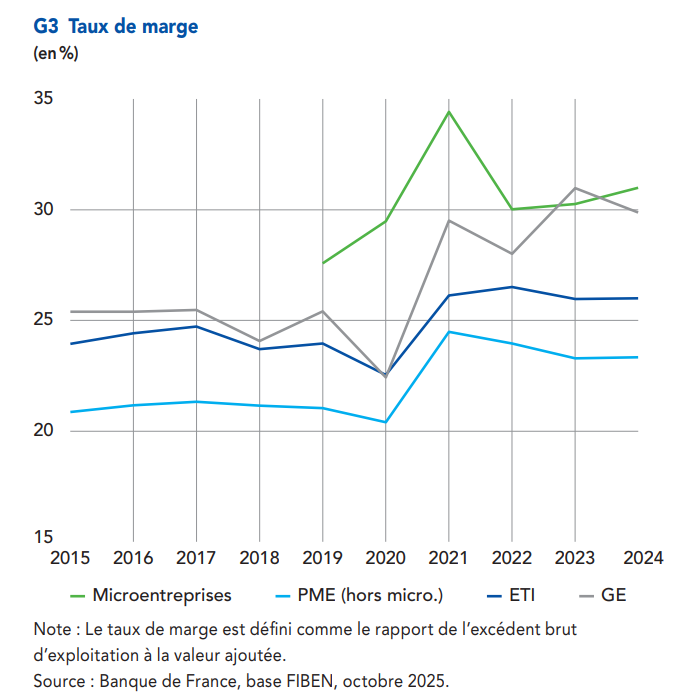 G3 Taux de marge
(en %)
35
30
25
20
15
2015 2016 2017 2018 2019 2020 2021 2022 2023 2024
Microentreprises PME (hors micro.) ETI GE
Note : Le taux de marge est défini comme le rapport de l’excédent brut
d’exploitation à la valeur ajoutée.
Source : Banque de France, base FIBEN, octobre 2025.